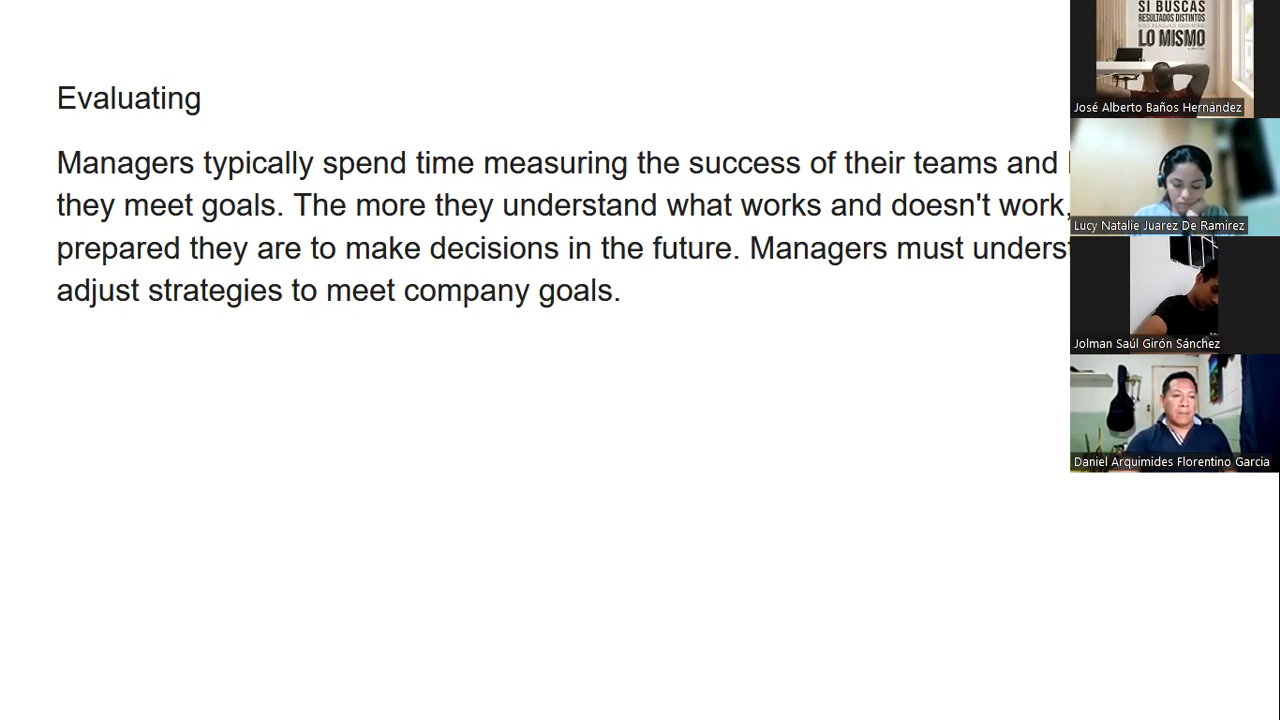 Evaluating
Managers typically spend time measuring the success of their teams and
they meet goals. The more they understand what works and doesn't work,
prepared they are to make decisions in the future. Managers must
adjust strategies to meet company goals.
SI BUSCAS
RESULTADOS DISTINTOS
NO HAGAS SIEMPRE
LO MISMO
José Alberto Baños Hernández
Lucy Natalie Juarez De Ramirez
Jolman Saúl Girón Sánchez
Daniel Arquimides Florentino Garcia